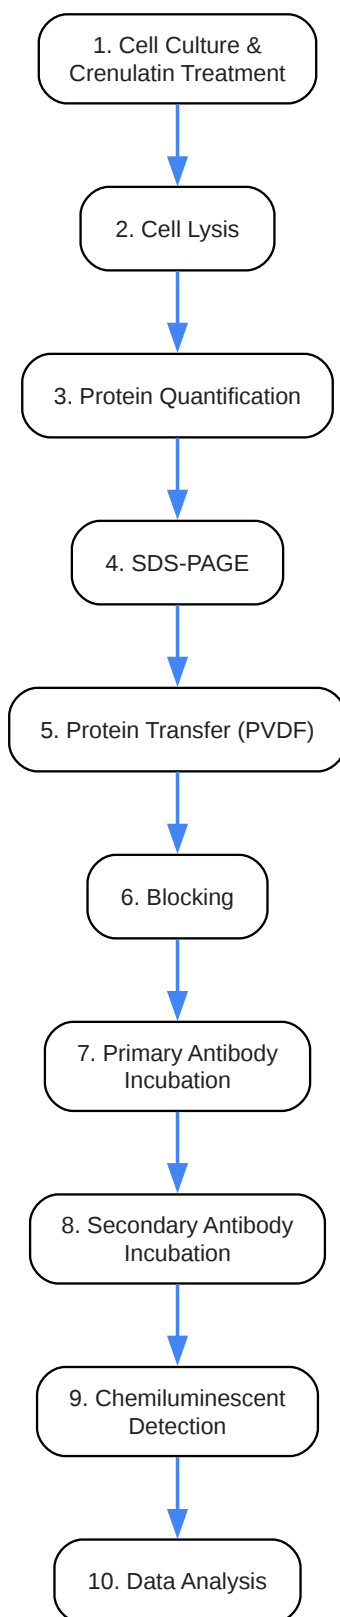 1. Cell Culture &
Crenulatin Treatment
2. Cell Lysis
3. Protein Quantification
4. SDS-PAGE
5. Protein Transfer (PVDF)
6. Blocking
7. Primary Antibody
Incubation
8. Secondary Antibody
Incubation
9. Chemiluminescent
Detection
10. Data Analysis